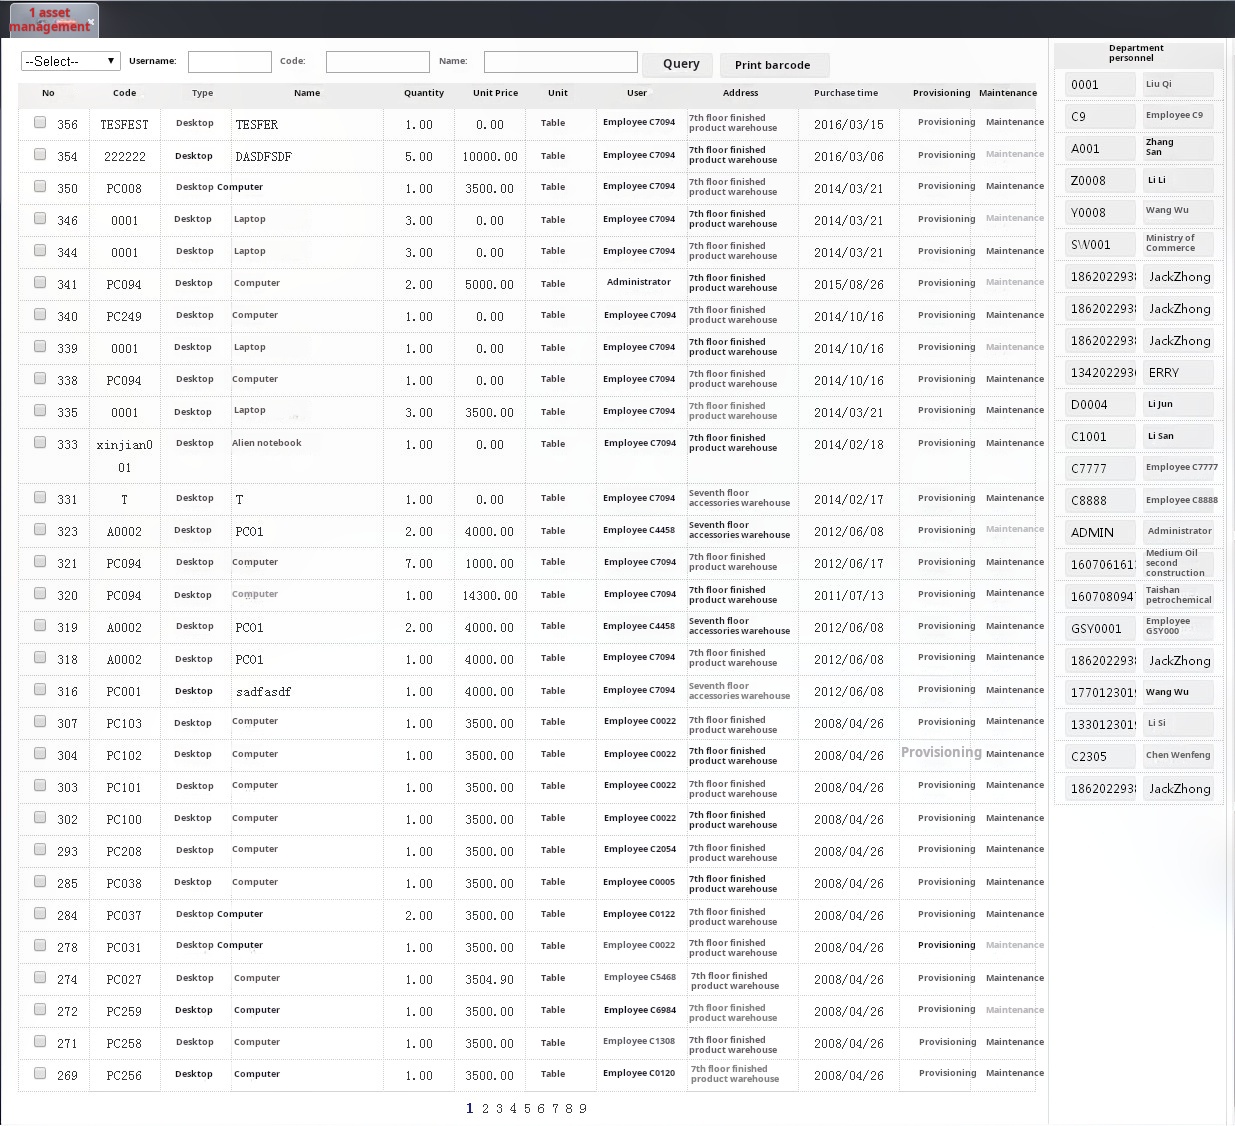 1 asset
management
--Select-- Username: Code: Name: Query Print barcode
No Code Type Name Quantity Unit Price Unit User Address Purchase time Provisioning Maintenance
356 TESFEST Desktop TESFER 1.00 0.00 Table Employee C7094 7th floor finished product warehouse 2016/03/15 Provisioning Maintenance
354 222222 Desktop DASDFSDF 5.00 10000.00 Table Employee C7094 7th floor finished product warehouse 2016/03/06 Provisioning Maintenance
350 PC008 Desktop Computer 1.00 3500.00 Table Employee C7094 7th floor finished product warehouse 2014/03/21 Provisioning Maintenance
346 0001 Desktop Laptop 3.00 0.00 Table Employee C7094 7th floor finished product warehouse 2014/03/21 Provisioning Maintenance
344 0001 Desktop Laptop 3.00 0.00 Table Employee C7094 7th floor finished product warehouse 2014/03/21 Provisioning Maintenance
341 PC094 Desktop Computer 2.00 5000.00 Table Administrator 7th floor finished product warehouse 2015/08/26 Provisioning Maintenance
340 PC249 Desktop Computer 1.00 0.00 Table Employee C7094 7th floor finished product warehouse 2014/10/16 Provisioning Maintenance
339 0001 Desktop Laptop 1.00 0.00 Table Employee C7094 7th floor finished product warehouse 2014/10/16 Provisioning Maintenance
338 PC094 Desktop Computer 1.00 0.00 Table Employee C7094 7th floor finished product warehouse 2014/10/16 Provisioning Maintenance
335 0001 Desktop Laptop 3.00 3500.00 Table Employee C7094 7th floor finished product warehouse 2014/03/21 Provisioning Maintenance
333 xinjian001 Desktop Alien notebook 1.00 0.00 Table Employee C7094 7th floor finished product warehouse 2014/02/18 Provisioning Maintenance
331 T Desktop T 1.00 0.00 Table Employee C7094 Seventh floor accessories warehouse 2014/02/17 Provisioning Maintenance
323 A0002 Desktop PCO1 2.00 4000.00 Table Employee C4458 Seventh floor accessories warehouse 2012/06/08 Provisioning Maintenance
321 PC094 Desktop Computer 7.00 1000.00 Table Employee C7094 7th floor finished product warehouse 2012/06/17 Provisioning Maintenance
320 PC094 Desktop Computer 1.00 14300.00 Table Employee C7094 7th floor finished product warehouse 2011/07/13 Provisioning Maintenance
319 A0002 Desktop PCO1 2.00 4000.00 Table Employee C4458 Seventh floor accessories warehouse 2012/06/08 Provisioning Maintenance
318 A0002 Desktop PCO1 1.00 4000.00 Table Employee C7094 7th floor finished product warehouse 2012/06/08 Provisioning Maintenance
316 PC001 Desktop sadfasdf 1.00 4000.00 Table Employee C7094 Seventh floor accessories warehouse 2012/06/08 Provisioning Maintenance
307 PC103 Desktop Computer 1.00 3500.00 Table Employee C0022 7th floor finished product warehouse 2008/04/26 Provisioning Maintenance
304 PC102 Desktop Computer 1.00 3500.00 Table Employee C0022 7th floor finished product warehouse 2008/04/26 Provisioning Maintenance
303 PC101 Desktop Computer 1.00 3500.00 Table Employee C0022 7th floor finished product warehouse 2008/04/26 Provisioning Maintenance
302 PC100 Desktop Computer 1.00 3500.00 Table Employee C0022 7th floor finished product warehouse 2008/04/26 Provisioning Maintenance
293 PC208 Desktop Computer 1.00 3500.00 Table Employee C2054 7th floor finished product warehouse 2008/04/26 Provisioning Maintenance
285 PC038 Desktop Computer 1.00 3500.00 Table Employee C0005 7th floor finished product warehouse 2008/04/26 Provisioning Maintenance
284 PC037 Desktop Computer 2.00 3500.00 Table Employee C0122 7th floor finished product warehouse 2008/04/26 Provisioning Maintenance
278 PC031 Desktop Computer 1.00 3500.00 Table Employee C0022 7th floor finished product warehouse 2008/04/26 Provisioning Maintenance
274 PC027 Desktop Computer 1.00 3504.90 Table Employee C5468 7th floor finished product warehouse 2008/04/26 Provisioning Maintenance
272 PC259 Desktop Computer 1.00 3500.00 Table Employee C6984 7th floor finished product warehouse 2008/04/26 Provisioning Maintenance
271 PC258 Desktop Computer 1.00 3500.00 Table Employee C1308 7th floor finished product warehouse 2008/04/26 Provisioning Maintenance
269 PC256 Desktop Computer 1.00 3500.00 Table Employee C0120 7th floor finished product warehouse 2008/04/26 Provisioning Maintenance
1 2 3 4 5 6 7 8 9
Department
personnel
0001 Liu Qi
C9 Employee C9
A001 Zhang San
Z0008 Li Li
Y0008 Wang Wu
SW001 Ministry of Commerce
1862022938 JackZhong
1862022938 JackZhong
1862022938 JackZhong
1342022930 ERRY
D0004 Li Jun
C1001 Li San
C7777 Employee C7777
C8888 Employee C8888
ADMIN Administrator
160706161 Medium Oil second construction
160708094 Taishan petrochemical
GSY0001 Employee GSY000
1862022938 JackZhong
177012301 Wang Wu
133012301 Li Si
C2305 Chen Wenfeng
1862022938 JackZhong